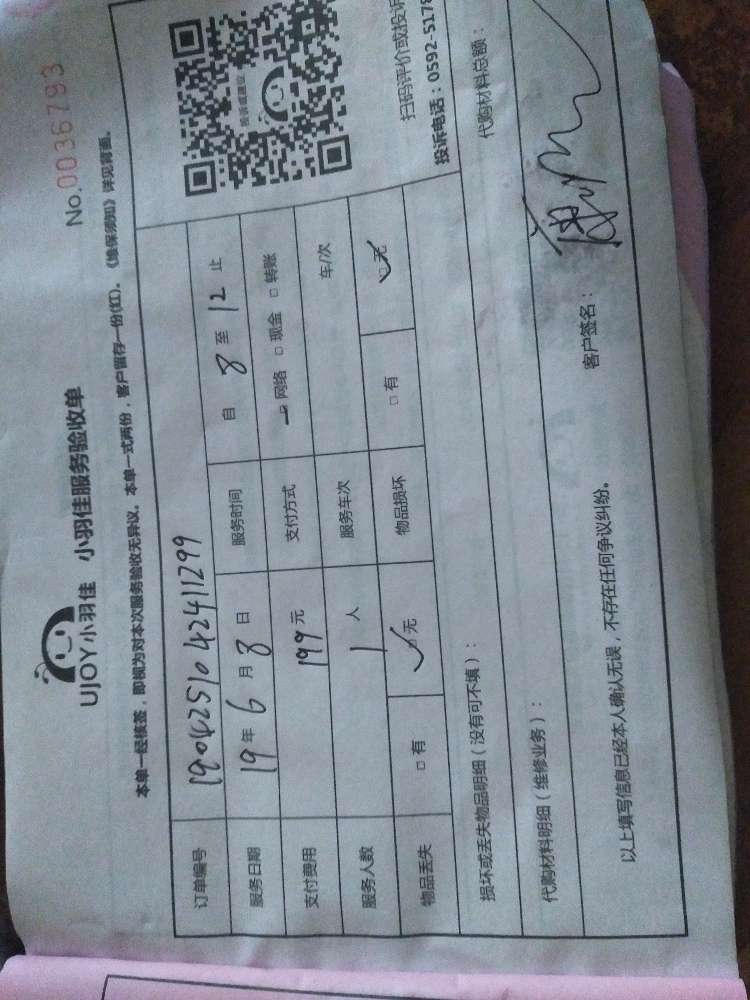 No.0036793
UJOY小羽佳 小羽佳服务验收单
本单一经核签，即视为对本次服务验收无异议。本单一式两份，客户留存一份(红)。《维保须知》详见背面。
订单编号 190425104241299
服务日期 19年6月8日 服务时间 自8至12止
支付费用 199元 支付方式 网络 □现金 □转账
服务人数 1人 服务车次 车/次
物品丢失 □有 ☑无 物品损坏 □有 ☑无
扫码评价或投诉
投诉电话：0592-5178
损坏或丢失物品明细（没有可不填）：
代购材料明细（维修业务）： 代购材料总额：
以上填写信息已经本人确认无误，不存在任何争议纠纷。
客户签名：